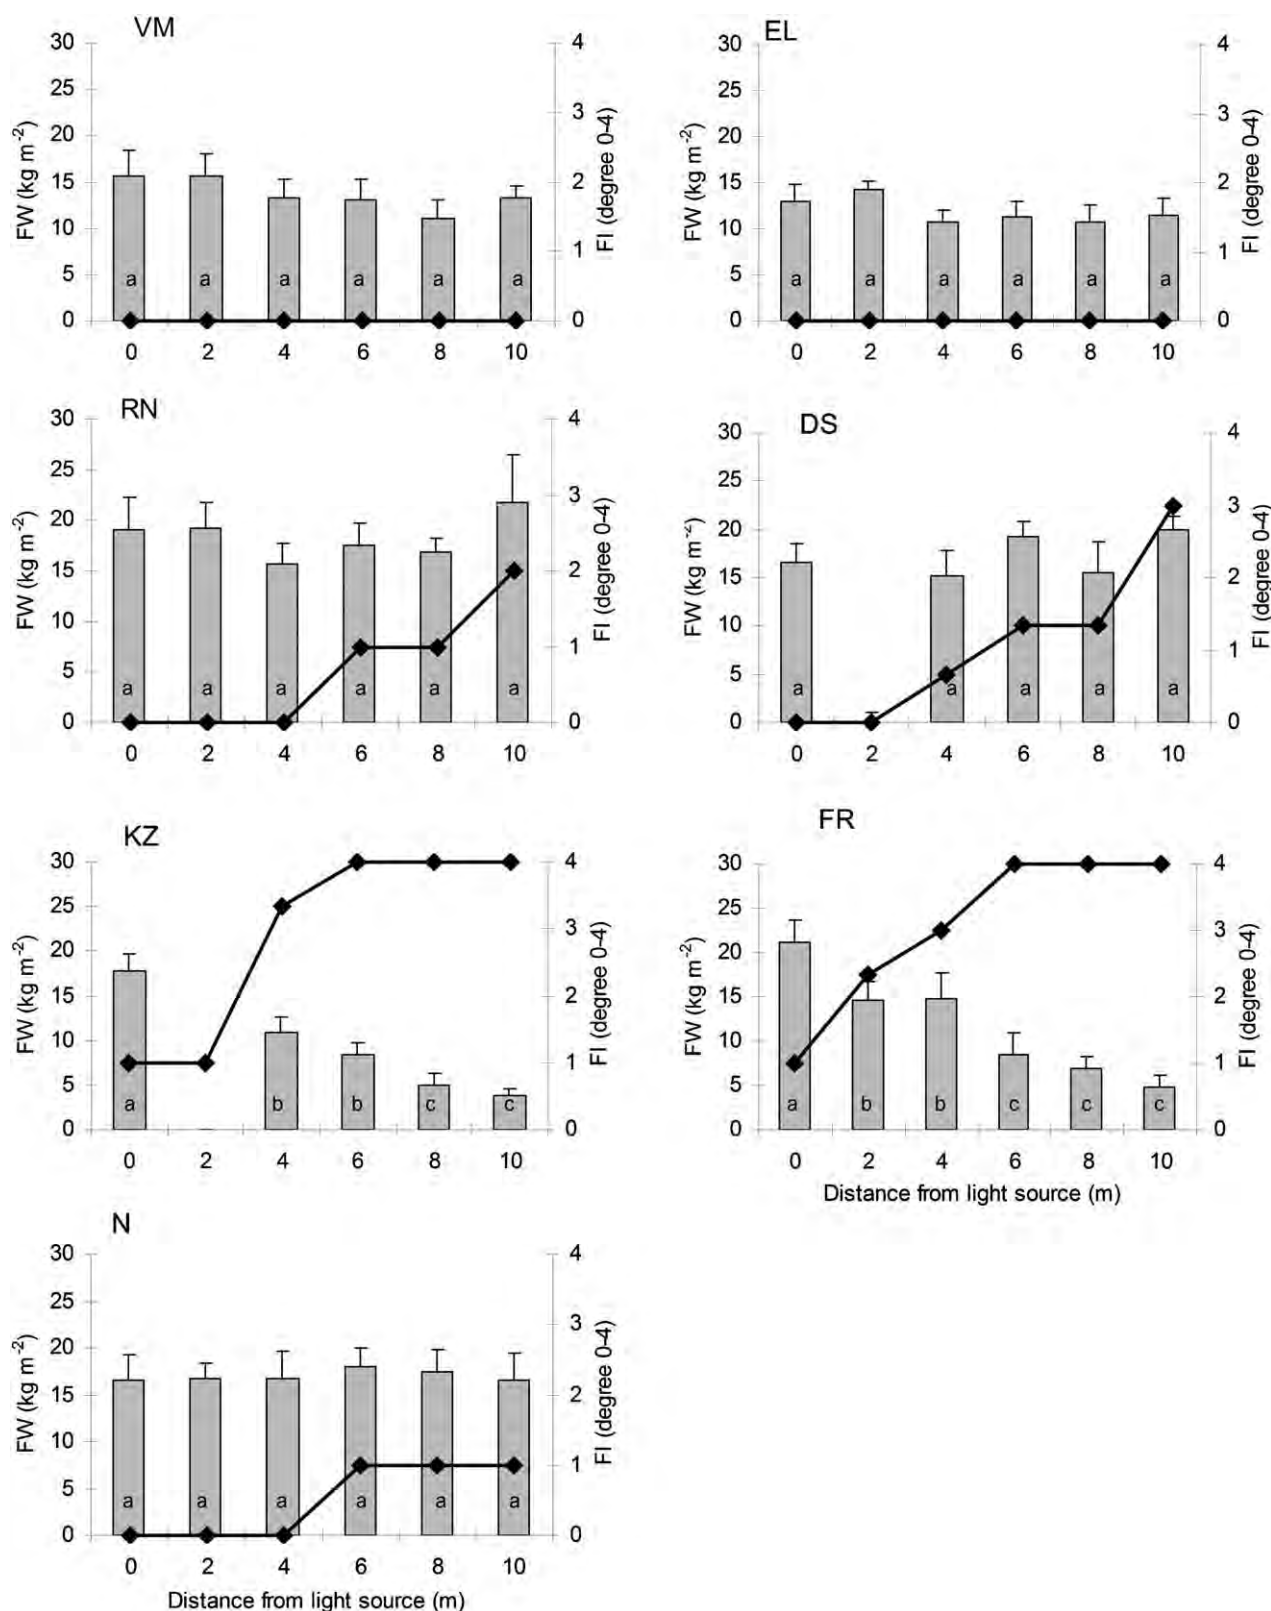 VM
30
25
20
15
10
5
0
FW (kg m-2)
4
3
2
1
0
FI (degree 0-4)
a a a a a a
0 2 4 6 8 10
EL
30
25
20
15
10
5
0
FW (kg m-2)
4
3
2
1
0
FI (degree 0-4)
a a a a a a
0 2 4 6 8 10
RN
30
25
20
15
10
5
0
FW (kg m-2)
4
3
2
1
0
FI (degree 0-4)
a a a a a a
0 2 4 6 8 10
DS
30
25
20
15
10
5
0
FW (kg m-2)
4
3
2
1
0
FI (degree 0-4)
a a a a a
0 2 4 6 8 10
KZ
30
25
20
15
10
5
0
FW (kg m-2)
4
3
2
1
0
FI (degree 0-4)
a b b c c
0 2 4 6 8 10
FR
30
25
20
15
10
5
0
FW (kg m-2)
4
3
2
1
0
FI (degree 0-4)
a b b c c c
0 2 4 6 8 10
Distance from light source (m)
N
30
25
20
15
10
5
0
FW (kg m-2)
4
3
2
1
0
FI (degree 0-4)
a a a a a a
0 2 4 6 8 10
Distance from light source (m)